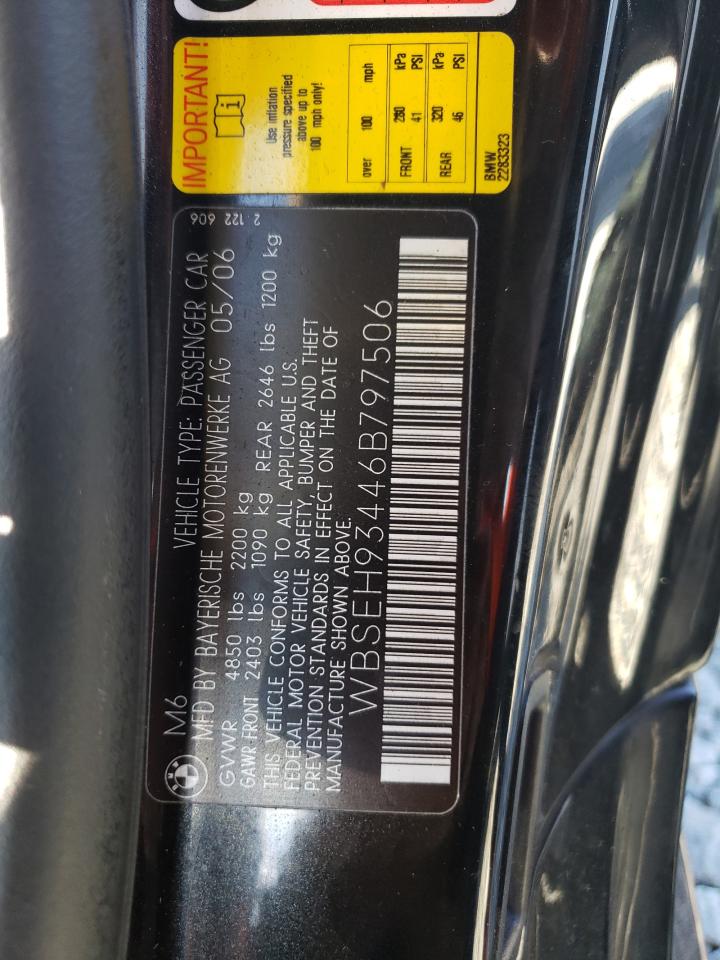 M6 VEHICLE TYPE: PASSENGER CAR
MFD BY BAYERISCHE MOTORENWERKE AG 05/06
GVWR 4850 lbs 2200 kg
GAWR FRONT 2403 lbs 1090 kg REAR 2646 lbs 1200 kg
THIS VEHICLE CONFORMS TO ALL APPLICABLE U.S.
FEDERAL MOTOR VEHICLE SAFETY, BUMPER AND THEFT
PREVENTION STANDARDS IN EFFECT ON THE DATE OF
MANUFACTURE SHOWN ABOVE.
WBSEH93446B797506
2 122 606
IMPORTANT!
Use inflation
pressure specified
above up to
100 mph only!
over 100 mph
FRONT 280 kPa
41 PSI
REAR 320 kPa
46 PSI
BMW
2283323